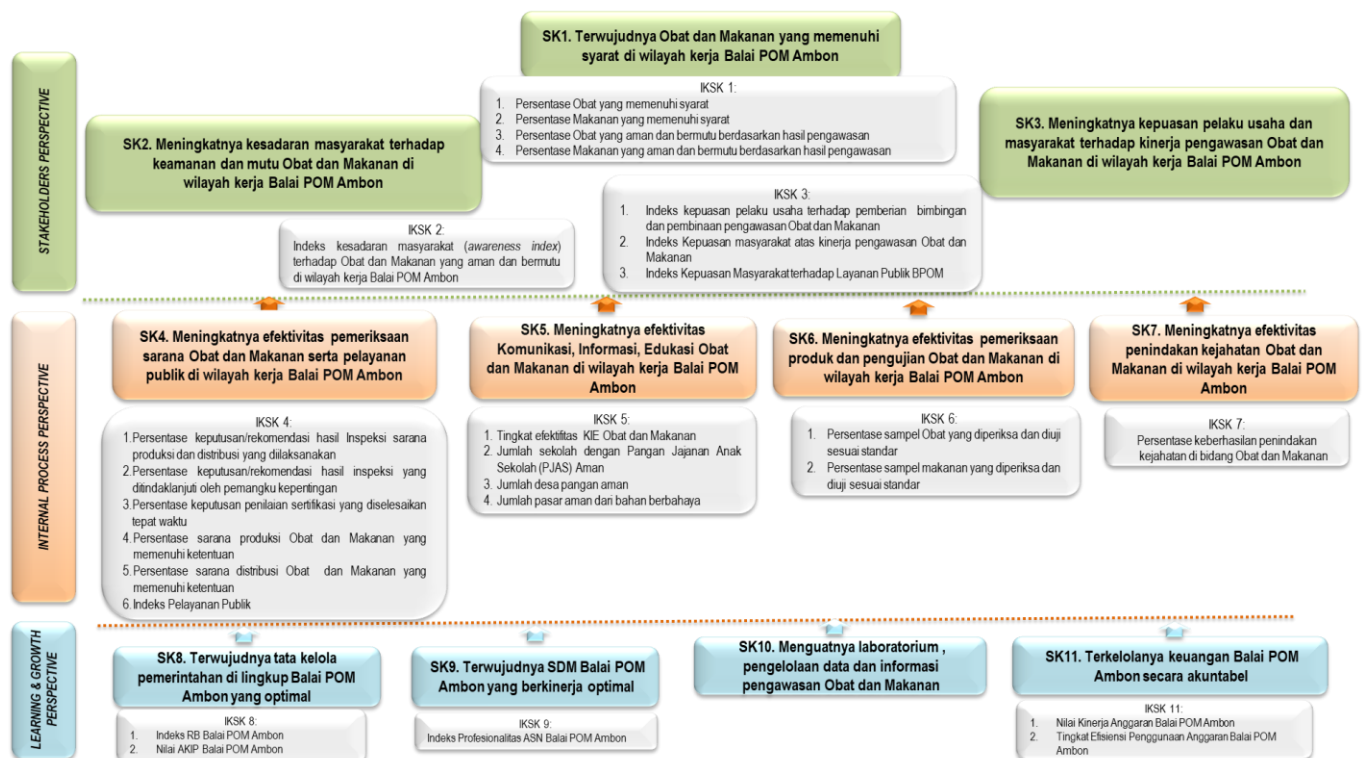 STAKEHOLDERS PERSPECTIVE
SK1. Terwujudnya Obat dan Makanan yang memenuhi
syarat di wilayah kerja Balai POM Ambon
IKSK 1:
1. Persentase Obat yang memenuhi syarat
2. Persentase Makanan yang memenuhi syarat
3. Persentase Obat yang aman dan bermutu berdasarkan hasil pengawasan
4. Persentase Makanan yang aman dan bermutu berdasarkan hasil pengawasan
SK2. Meningkatnya kesadaran masyarakat terhadap
keamanan dan mutu Obat dan Makanan di
wilayah kerja Balai POM Ambon
IKSK 2:
Indeks kesadaran masyarakat (awareness index)
terhadap Obat dan Makanan yang aman dan bermutu
di wilayah kerja Balai POM Ambon
SK3. Meningkatnya kepuasan pelaku usaha dan
masyarakat terhadap kinerja pengawasan Obat dan
Makanan di wilayah kerja Balai POM Ambon
IKSK 3:
1. Indeks kepuasan pelaku usaha terhadap pemberian bimbingan
dan pembinaan pengawasan Obat dan Makanan
2. Indeks Kepuasan masyarakat atas kinerja pengawasan Obat dan
Makanan
3. Indeks Kepuasan Masyarakat terhadap Layanan Publik BPOM
INTERNAL PROCESS PERSPECTIVE
SK4. Meningkatnya efektivitas pemeriksaan
sarana Obat dan Makanan serta pelayanan
publik di wilayah kerja Balai POM Ambon
IKSK 4:
1. Persentase keputusan/rekomendasi hasil Inspeksi sarana
produksi dan distribusi yang dilaksanakan
2. Persentase keputusan/rekomendasi hasil inspeksi yang
ditindaklanjuti oleh pemangku kepentingan
3. Persentase keputusan penilaian sertifikasi yang diselesaikan
tepat waktu
4. Persentase sarana produksi Obat dan Makanan yang
memenuhi ketentuan
5. Persentase sarana distribusi Obat dan Makanan yang
memenuhi ketentuan
6. Indeks Pelayanan Publik
SK5. Meningkatnya efektivitas
Komunikasi, Informasi, Edukasi Obat
dan Makanan di wilayah kerja Balai POM
Ambon
IKSK 5:
1. Tingkat efektifitas KIE Obat dan Makanan
2. Jumlah sekolah dengan Pangan Jajanan Anak
Sekolah (PJAS) Aman
3. Jumlah desa pangan aman
4. Jumlah pasar aman dari bahan berbahaya
SK6. Meningkatnya efektivitas pemeriksaan
produk dan pengujian Obat dan Makanan di
wilayah kerja Balai POM Ambon
IKSK 6:
1. Persentase sampel Obat yang diperiksa dan diuji
sesuai standar
2. Persentase sampel makanan yang diperiksa dan
diuji sesuai standar
SK7. Meningkatnya efektivitas
penindakan kejahatan Obat dan
Makanan di wilayah kerja Balai POM
Ambon
IKSK 7:
Persentase keberhasilan penindakan
kejahatan di bidang Obat dan Makanan
LEARNING & GROWTH
PERSPECTIVE
SK8. Terwujudnya tata kelola
pemerintahan di lingkup Balai POM
Ambon yang optimal
IKSK 8:
1. Indeks RB Balai POM Ambon
2. Nilai AKIP Balai POM Ambon
SK9. Terwujudnya SDM Balai POM
Ambon yang berkinerja optimal
IKSK 9:
Indeks Profesionalitas ASN Balai POM Ambon
SK10. Menguatnya laboratorium ,
pengelolaan data dan informasi
pengawasan Obat dan Makanan
SK11. Terkelolanya keuangan Balai POM
Ambon secara akuntabel
IKSK 11:
1. Nilai Kinerja Anggaran Balai POM Ambon
2. Tingkat Efisiensi Penggunaan Anggaran Balai POM
Ambon